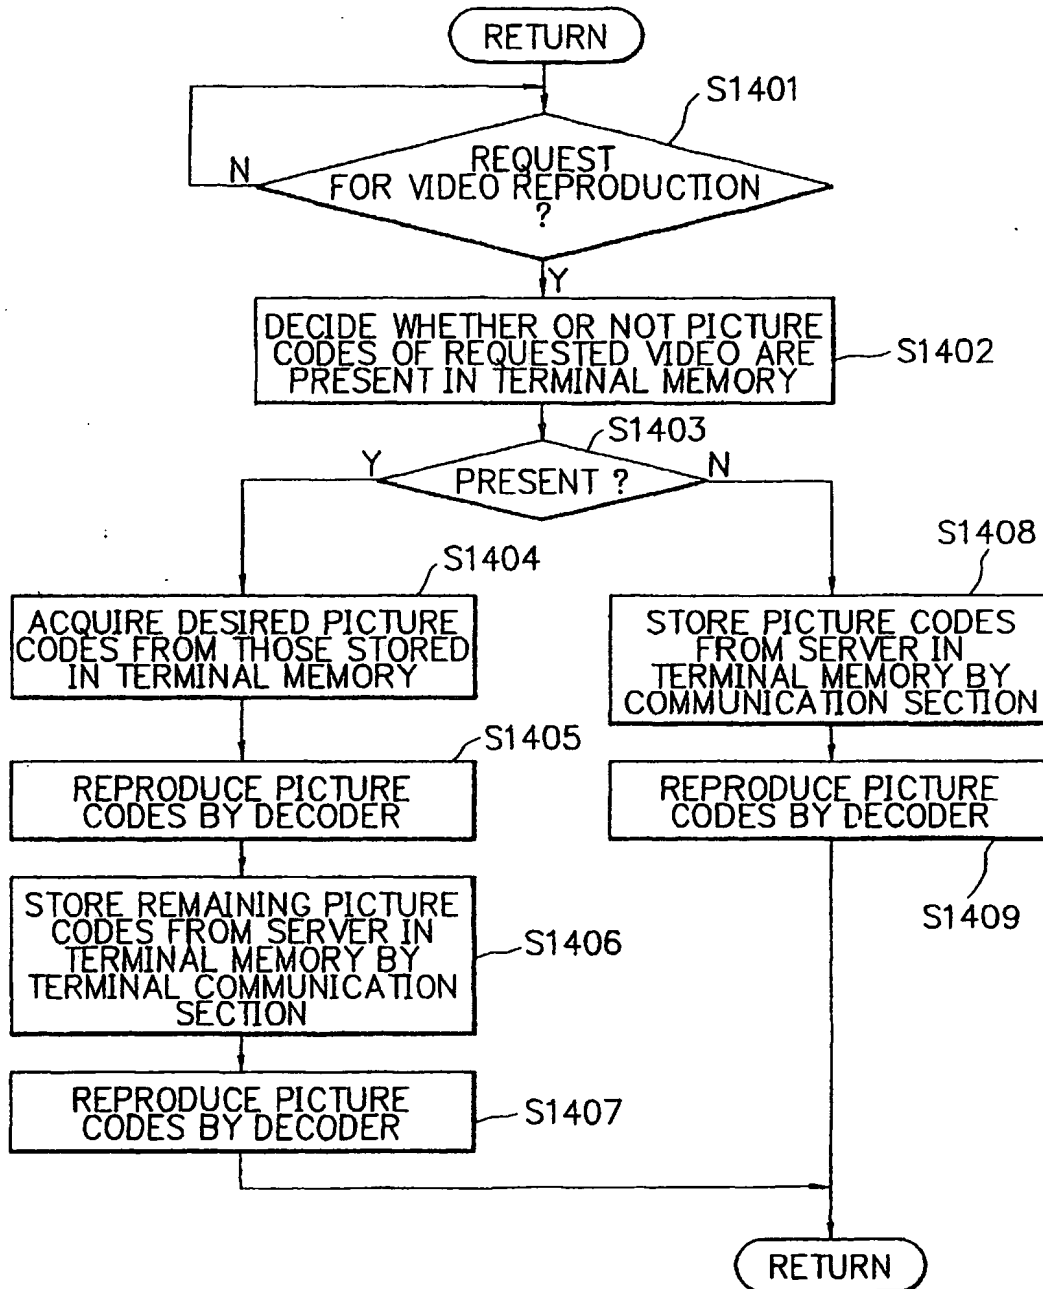 RETURN
S1401
REQUEST
FOR VIDEO REPRODUCTION
?
N
Y
DECIDE WHETHER OR NOT PICTURE
CODES OF REQUESTED VIDEO ARE
PRESENT IN TERMINAL MEMORY
S1402
S1403
Y
PRESENT ?
N
S1404
ACQUIRE DESIRED PICTURE
CODES FROM THOSE STORED
IN TERMINAL MEMORY
S1405
REPRODUCE PICTURE
CODES BY DECODER
STORE REMAINING PICTURE
CODES FROM SERVER IN
TERMINAL MEMORY BY
TERMINAL COMMUNICATION
SECTION
S1406
REPRODUCE PICTURE
CODES BY DECODER
S1407
S1408
STORE PICTURE CODES
FROM SERVER IN
TERMINAL MEMORY BY
COMMUNICATION SECTION
REPRODUCE PICTURE
CODES BY DECODER
S1409
RETURN